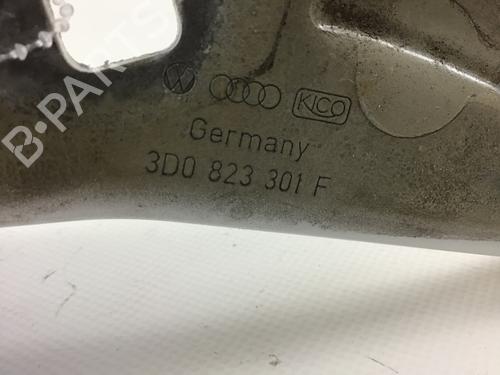 KICO
Germany
3D0 823 301 F
B-PARTS